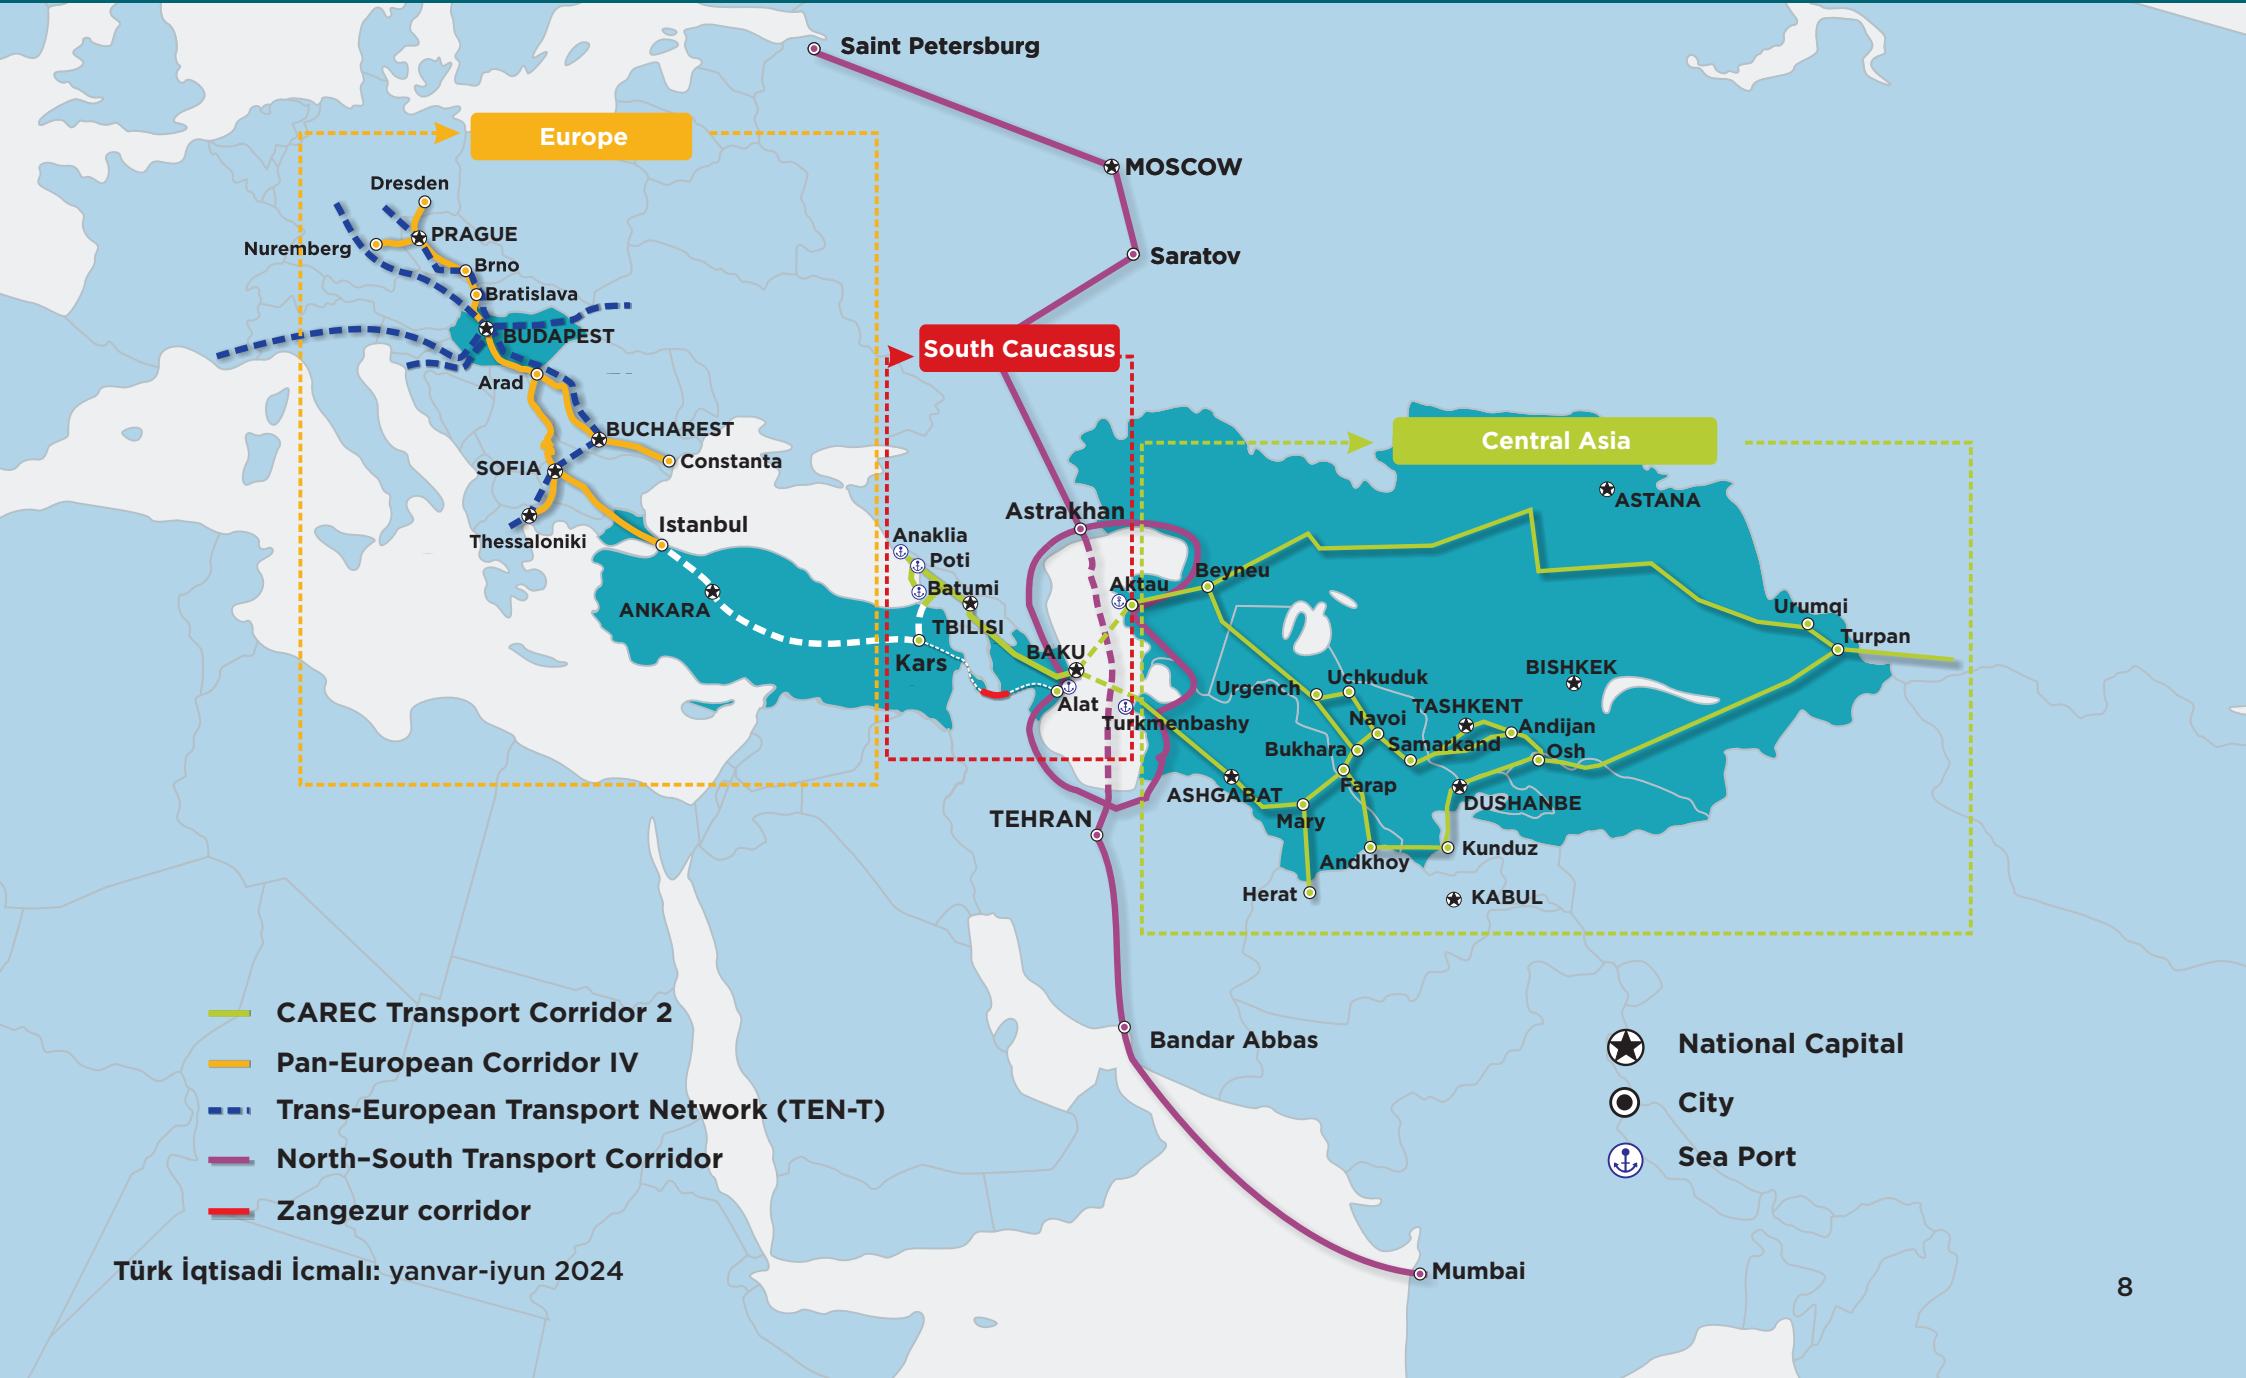 Saint Petersburg
MOSCOW
Saratov
Europe
Dresden
PRAGUE
Nuremberg
Brno
Bratislava
BUDAPEST
Arad
BUCHAREST
Constanta
SOFIA
Thessaloniki
Istanbul
ANKARA
South Caucasus
Astrakhan
Anaklia
Poti
Batumi
TBILISI
Kars
BAKU
Alat
Aktau
Turkmenbashy
Central Asia
ASTANA
Beyneu
Urumqi
Turpan
BISHKEK
Urgench
Uchkuduk
TASHKENT
Navoi
Andijan
Bukhara
Samarkand
Osh
Farap
ASHGABAT
DUSHANBE
Mary
Andkhoy
Kunduz
Herat
KABUL
TEHRAN
Bandar Abbas
Mumbai
CAREC Transport Corridor 2
Pan-European Corridor IV
Trans-European Transport Network (TEN-T)
North–South Transport Corridor
Zangezur corridor
National Capital
City
Sea Port
Türk İqtisadi İcmalı: yanvar-iyun 2024
8